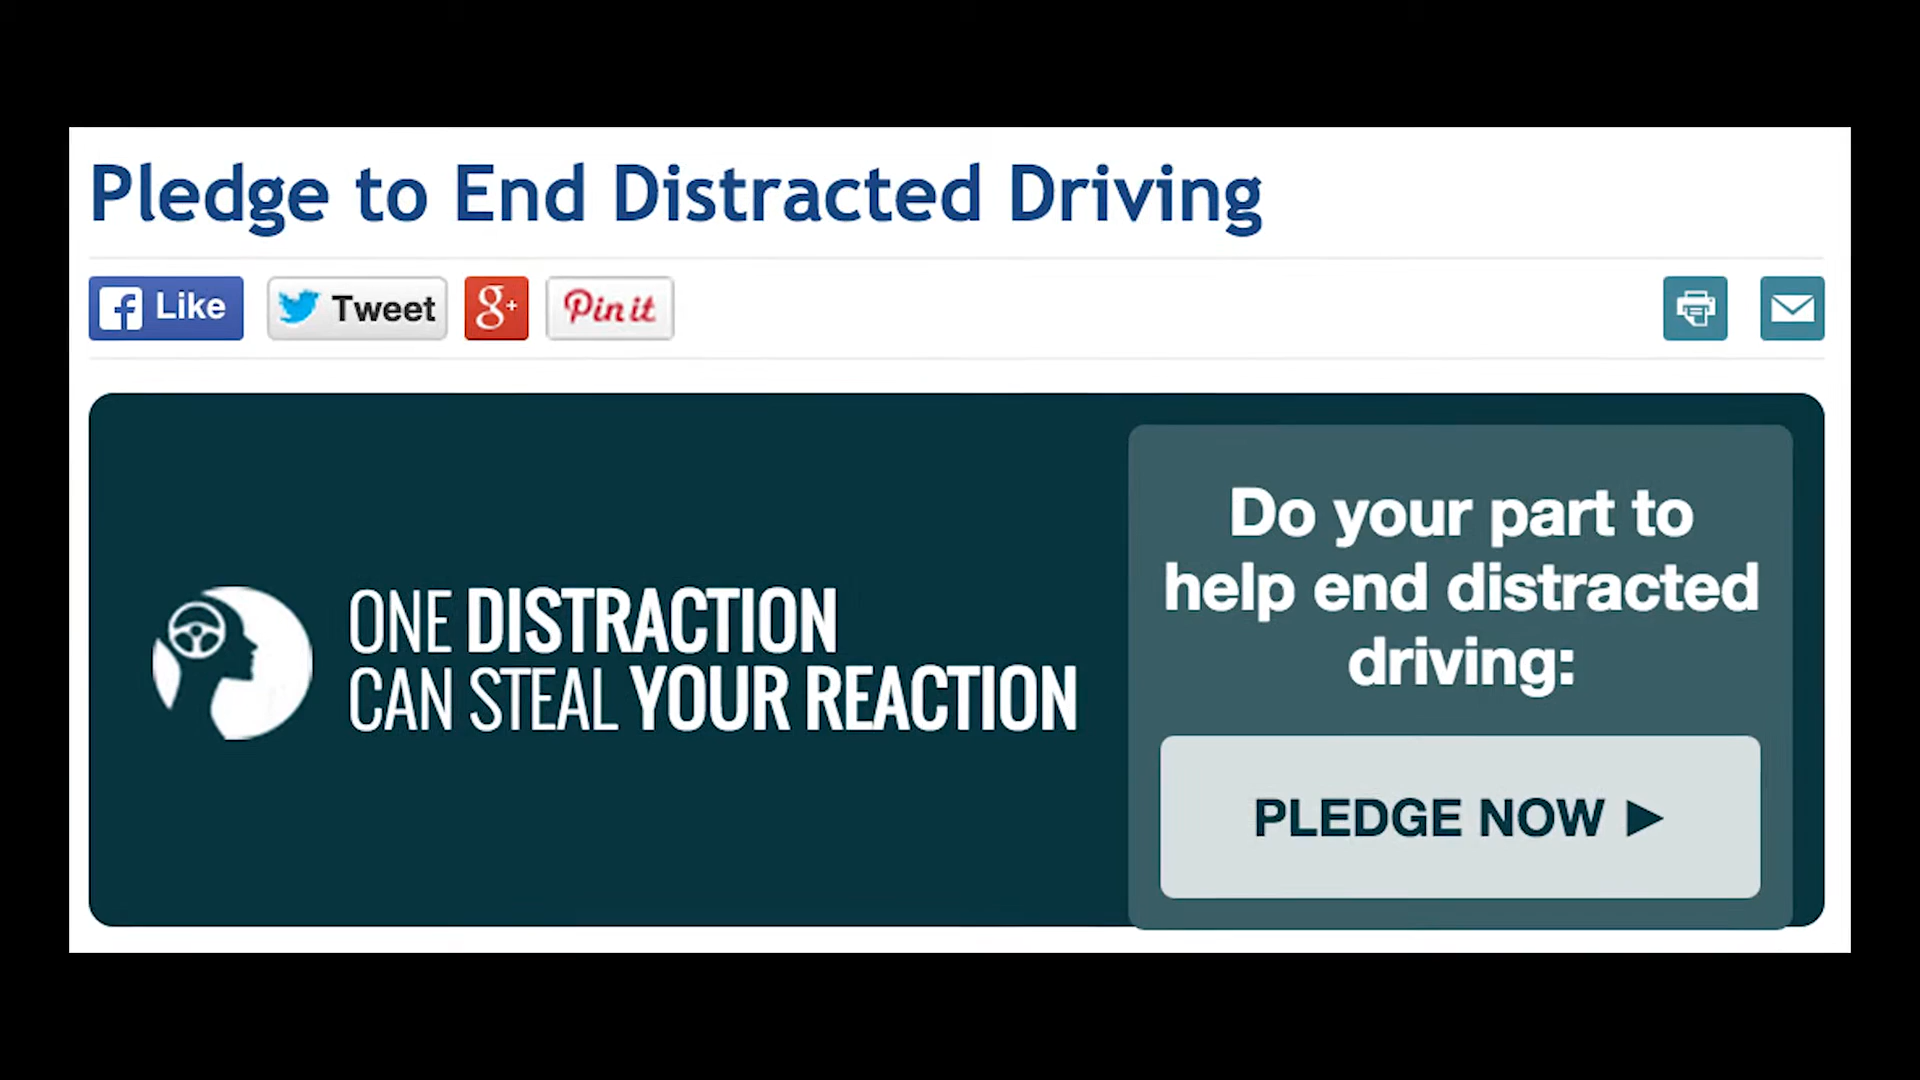 Pledge to End Distracted Driving
Like
Tweet
g+
Pin it
ONE DISTRACTION
CAN STEAL YOUR REACTION
Do your part to
help end distracted
driving:
PLEDGE NOW ►